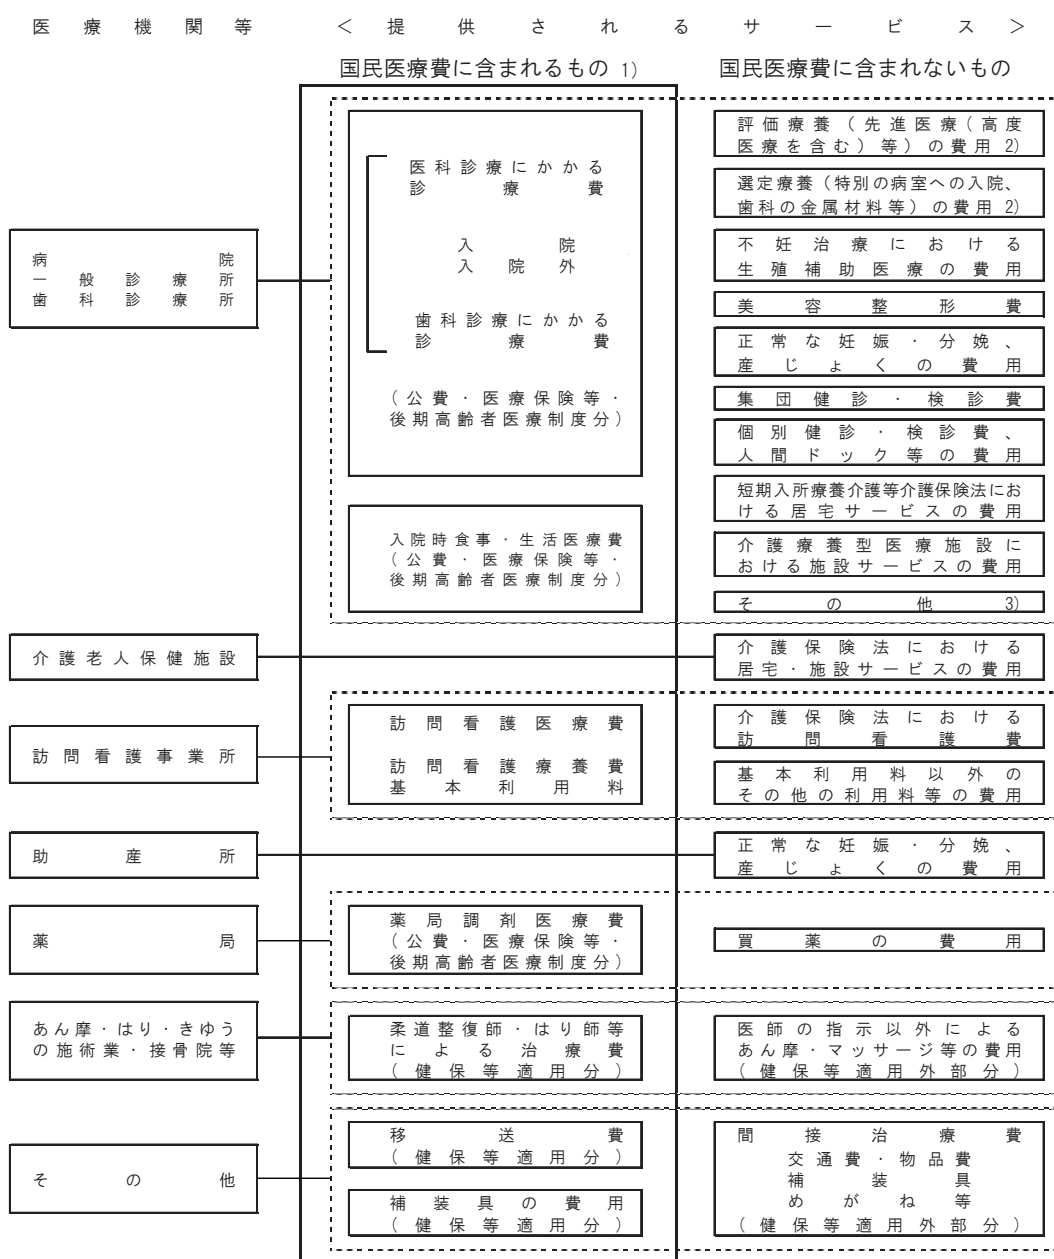 医療機関等
＜提供されるサービス＞
国民医療費に含まれるもの 1)
国民医療費に含まれないもの
病院
一般診療所
歯科診療所
医科診療にかかる
診療費
入院
入院外
歯科診療にかかる
診療費
（公費・医療保険等・
後期高齢者医療制度分）
入院時食事・生活医療費
（公費・医療保険等・
後期高齢者医療制度分）
評価療養（先進医療（高度
医療を含む）等）の費用 2)
選定療養（特別の病室への入院、
歯科の金属材料等）の費用 2)
不妊治療における
生殖補助医療の費用
美容整形費
正常な妊娠・分娩、
産じょくの費用
集団健診・検診費
個別健診・検診費、
人間ドック等の費用
短期入所療養介護等介護保険法にお
ける居宅サービスの費用
介護療養型医療施設に
おける施設サービスの費用
その他 3)
介護老人保健施設
介護保険法における
居宅・施設サービスの費用
訪問看護事業所
訪問看護医療費
訪問看護療養費
基本利用料
介護保険法における
訪問看護費
基本利用料以外の
その他の利用料等の費用
助産所
正常な妊娠・分娩、
産じょくの費用
薬局
薬局調剤医療費
（公費・医療保険等・
後期高齢者医療制度分）
買薬の費用
あん摩・はり・きゆう
の施術業・接骨院等
柔道整復師・はり師等
による治療費
（健保等適用分）
医師の指示以外による
あん摩・マッサージ等の費用
（健保等適用外部分）
その他
移送費
（健保等適用分）
補装具の費用
（健保等適用分）
間接治療費
交通費・物品費
補装具
めがね等
（健保等適用外部分）